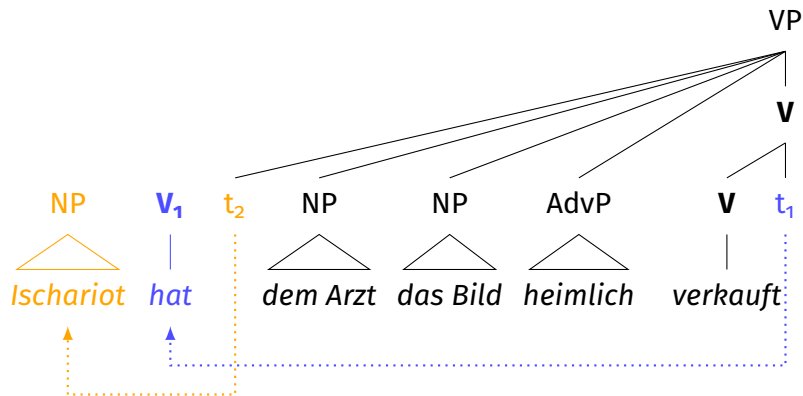 VP
V
NP V₁ t₂ NP NP AdvP V t₁
Ischariot hat dem Arzt das Bild heimlich verkauft